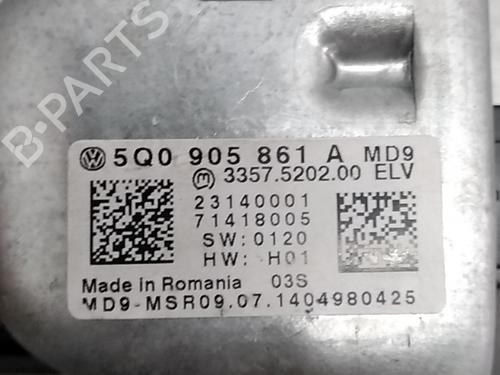 5Q0 905 861 A MD9
3357.5202.00 ELV
23140001
71418005
SW:0120
HW: H01
Made in Romania 03S
MD9-MSR09.07.1404980425
B-PARTS